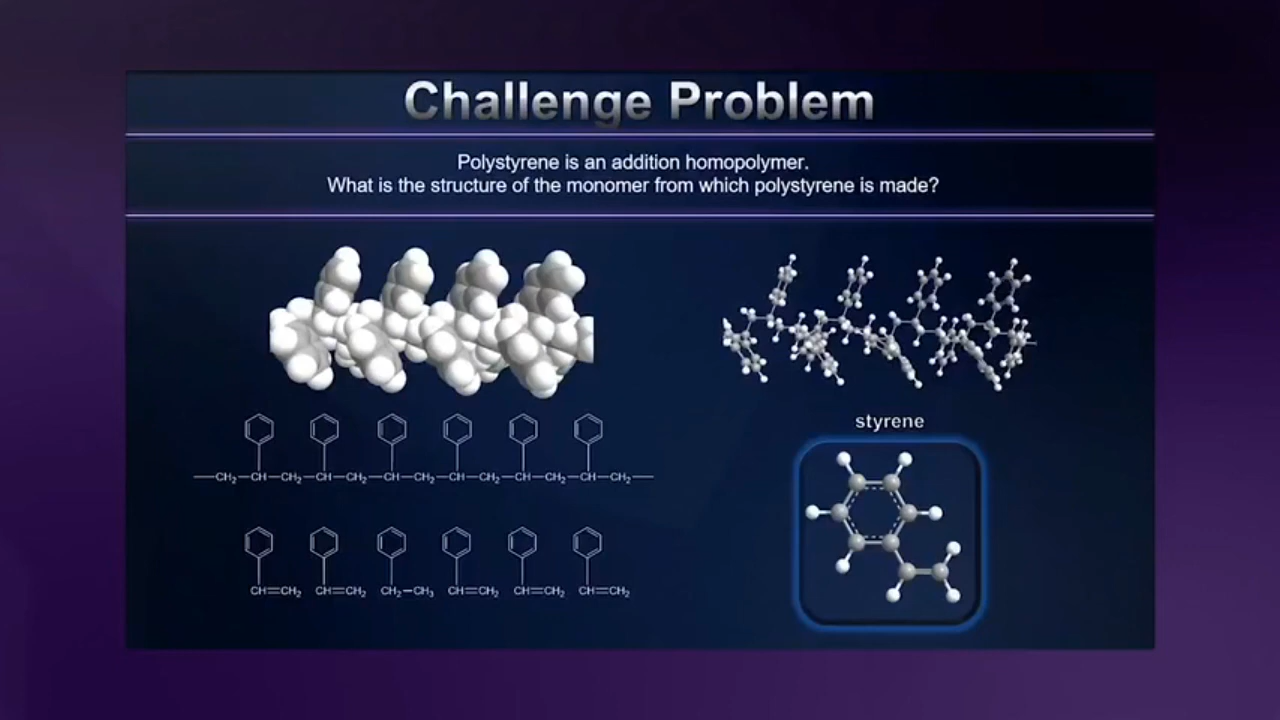 Challenge Problem
Polystyrene is an addition homopolymer.
What is the structure of the monomer from which polystyrene is made?
styrene
—CH₂—CH—CH₂—CH—CH₂—CH—CH₂—CH—CH₂—CH—CH₂—CH—CH₂—
CH=CH₂ CH=CH₂ CH₂—CH₃ CH=CH₂ CH=CH₂ CH=CH₂